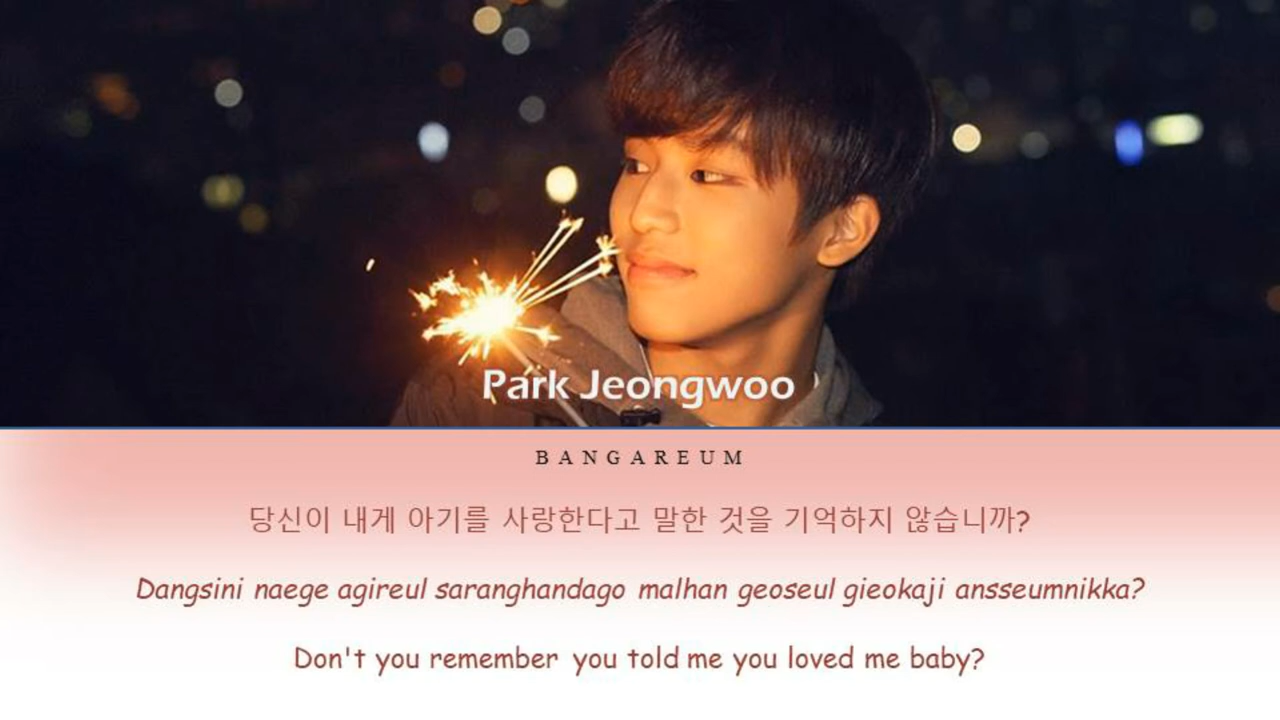 Park Jeongwoo
BANGAREUM
당신이 내게 아기를 사랑한다고 말한 것을 기억하지 않습니까?
Dangsini naege agireul saranghandago malhan geoseul gieokaji ansseumnikka?
Don't you remember you told me you loved me baby?